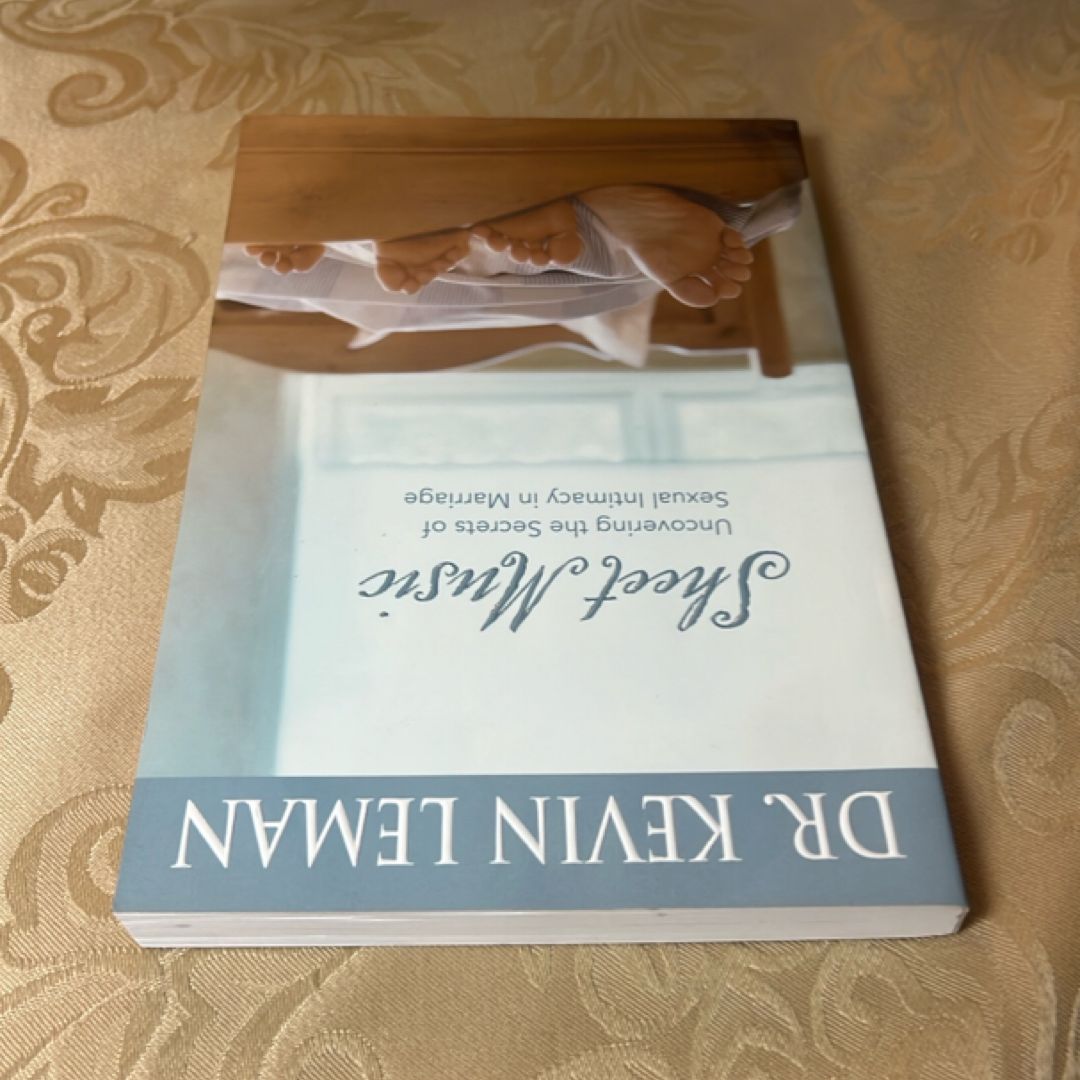 DR. KEVIN LEMAN
Sheet Music
Uncovering the Secrets of
Sexual Intimacy in Marriage